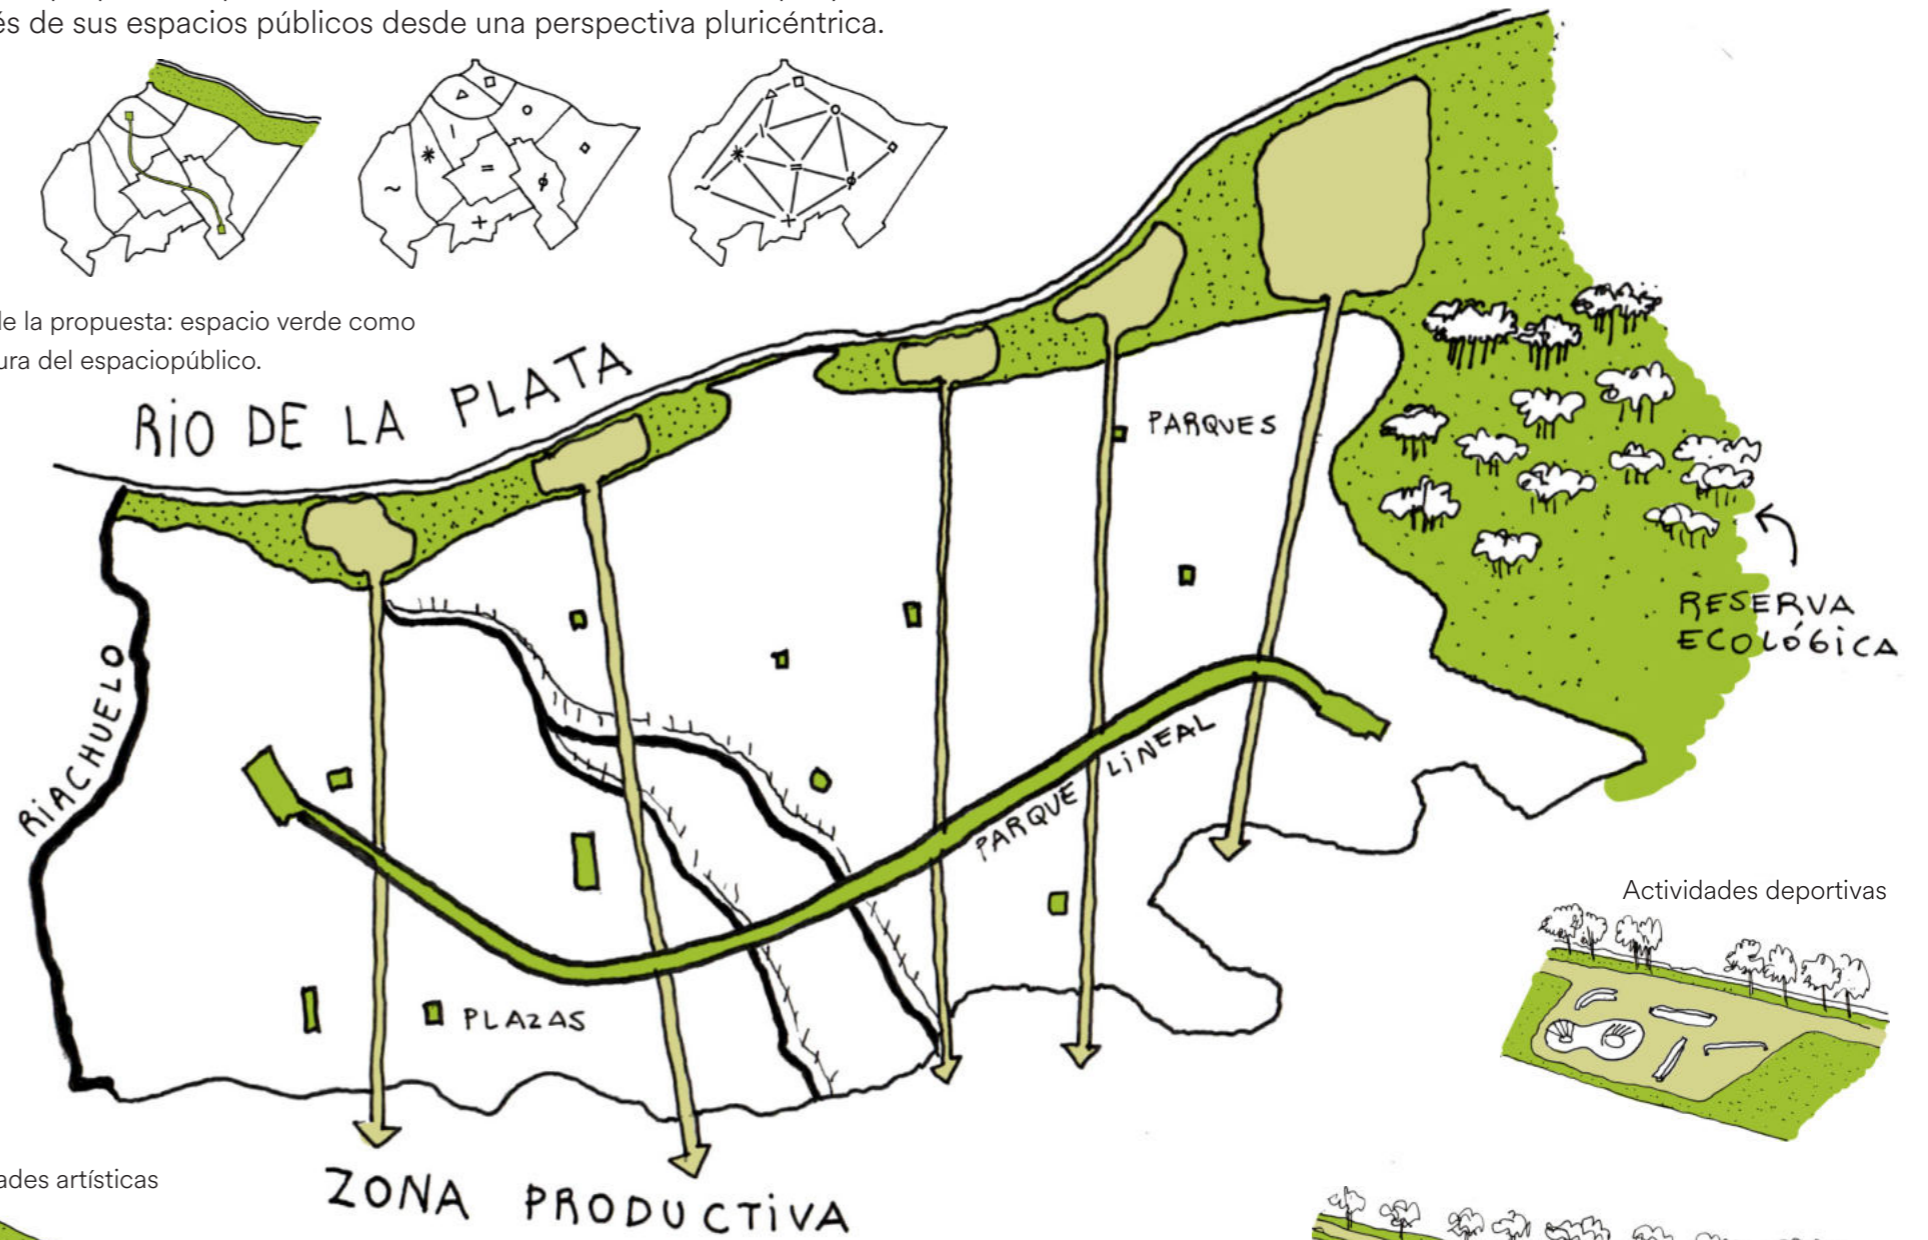 és de sus espacios públicos desde una perspectiva pluricéntrica.
de la propuesta: espacio verde como
ura del espaciopúblico.
RiO DE LA PLATA
PARQUES
RESERVA
ECOLÓGiCA
RiACHUELO
PARQUE LiNEAL
Actividades deportivas
PLAZAS
ades artísticas
ZONA PRODUCTiVA